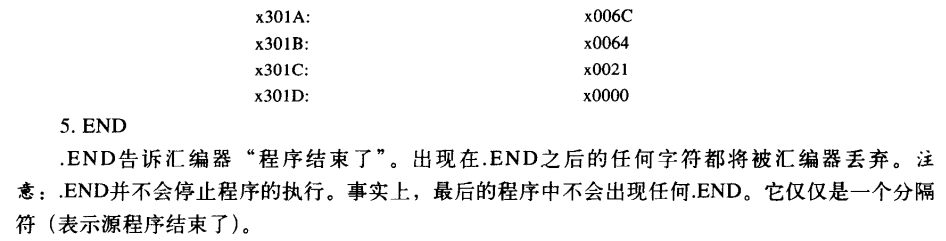 x301A: x006C
x301B: x0064
x301C: x0021
x301D: x0000
5. END
.END告诉汇编器“程序结束了”。出现在.END之后的任何字符都将被汇编器丢弃。注
意：.END并不会停止程序的执行。事实上，最后的程序中不会出现任何.END。它仅仅是一个分隔
符（表示源程序结束了）。